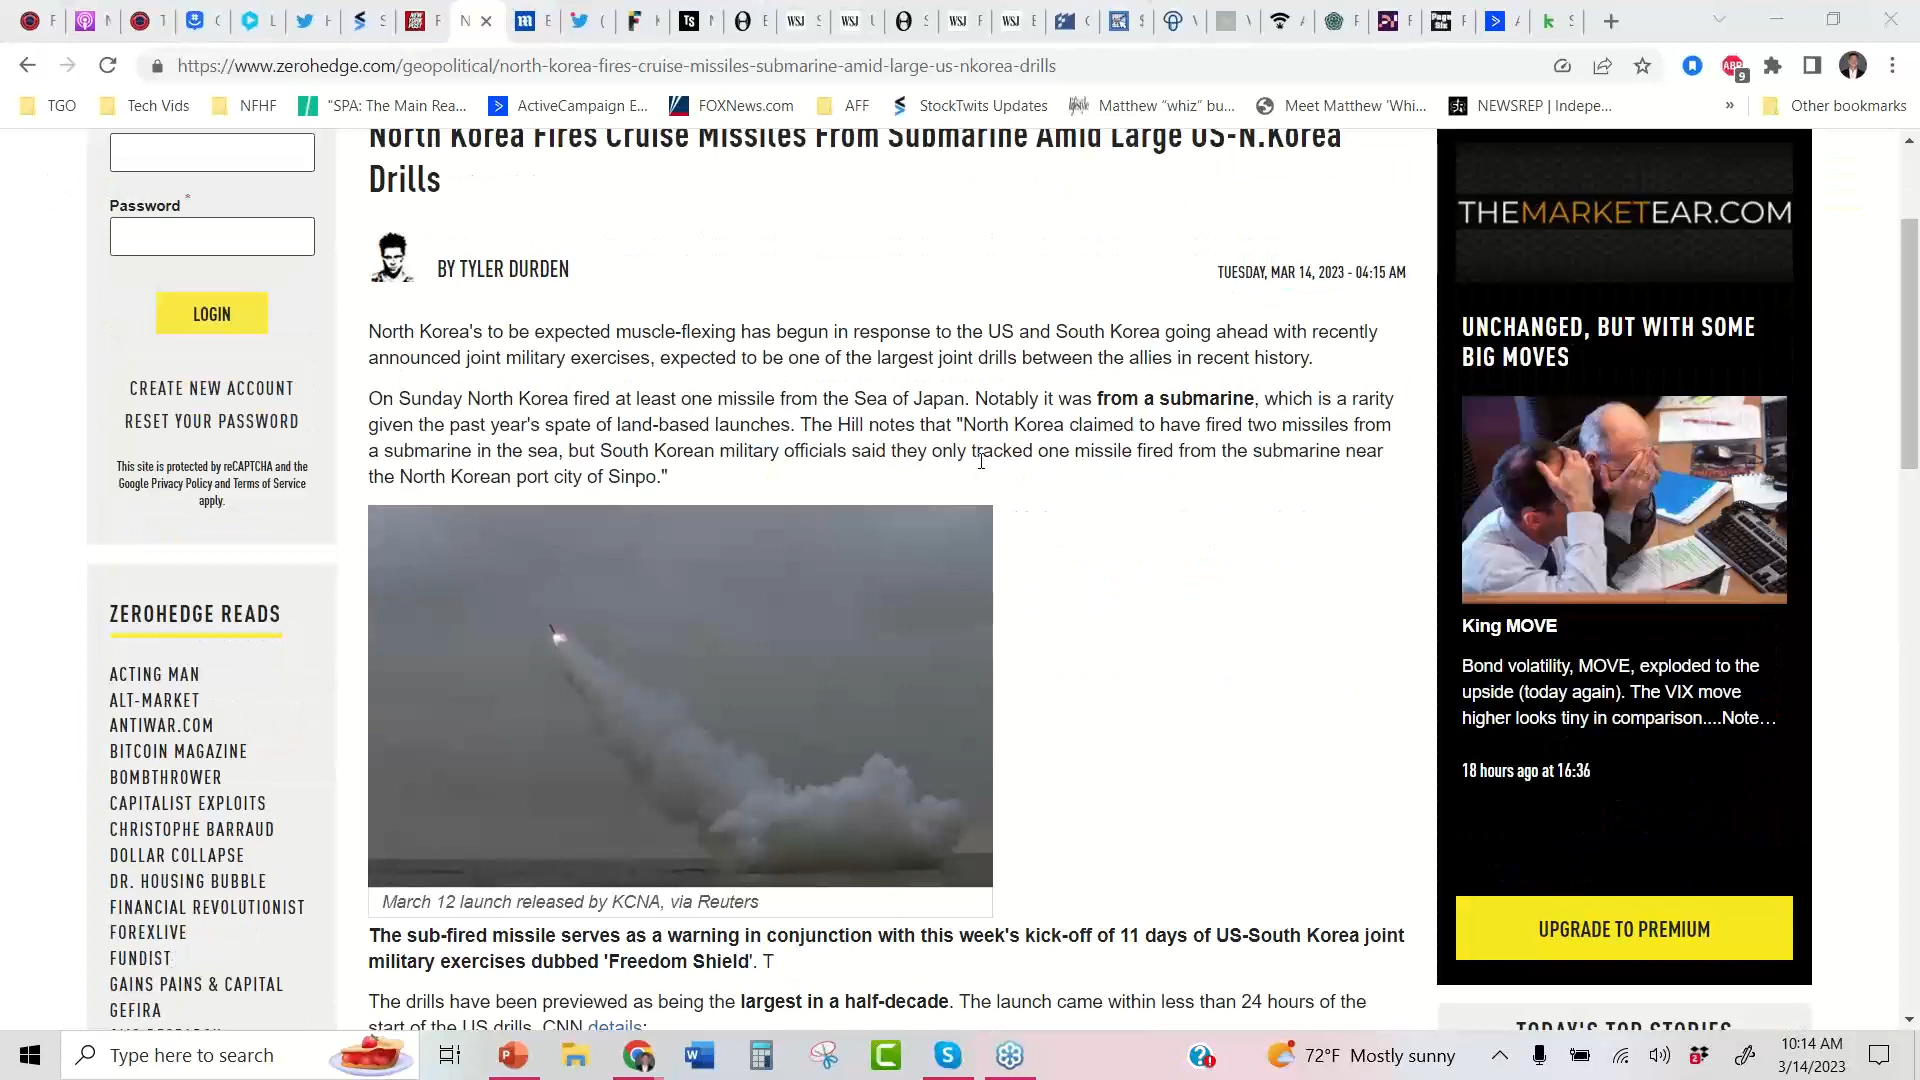 https://www.zerohedge.com/geopolitical/north-korea-fires-cruise-missiles-submarine-amid-large-us-nkorea-drills
9
TGO
Tech Vids
NFHF
"SPA: The Main Rea...
ActiveCampaign E...
FOXNews.com
AFF
StockTwits Updates
Matthew "whiz" bu...
Meet Matthew 'Whi...
NEWSREP | Indepe...
»
Other bookmarks
North Korea Fires Cruise Missiles From Submarine Amid Large US-N.Korea
Drills
Password *
LOGIN
CREATE NEW ACCOUNT
RESET YOUR PASSWORD
This site is protected by reCAPTCHA and the
Google Privacy Policy and Terms of Service
apply.
ZEROHEDGE READS
ACTING MAN
ALT-MARKET
ANTIWAR.COM
BITCOIN MAGAZINE
BOMBTHROWER
CAPITALIST EXPLOITS
CHRISTOPHE BARRAUD
DOLLAR COLLAPSE
DR. HOUSING BUBBLE
FINANCIAL REVOLUTIONIST
FOREXLIVE
FUNDIST
GAINS PAINS & CAPITAL
GEFIRA
BY TYLER DURDEN
TUESDAY, MAR 14, 2023 - 04:15 AM
North Korea's to be expected muscle-flexing has begun in response to the US and South Korea going ahead with recently
announced joint military exercises, expected to be one of the largest joint drills between the allies in recent history.
On Sunday North Korea fired at least one missile from the Sea of Japan. Notably it was from a submarine, which is a rarity
given the past year's spate of land-based launches. The Hill notes that "North Korea claimed to have fired two missiles from
a submarine in the sea, but South Korean military officials said they only tracked one missile fired from the submarine near
the North Korean port city of Sinpo."
March 12 launch released by KCNA, via Reuters
The sub-fired missile serves as a warning in conjunction with this week's kick-off of 11 days of US-South Korea joint
military exercises dubbed 'Freedom Shield'. T
The drills have been previewed as being the largest in a half-decade. The launch came within less than 24 hours of the
start of the US drills, CNN details:
THEMARKETEAR.COM
UNCHANGED, BUT WITH SOME
BIG MOVES
King MOVE
Bond volatility, MOVE, exploded to the
upside (today again). The VIX move
higher looks tiny in comparison....Note...
18 hours ago at 16:36
UPGRADE TO PREMIUM
TODAY'S TOP STORIES
Type here to search
72°F Mostly sunny
10:14 AM
3/14/2023